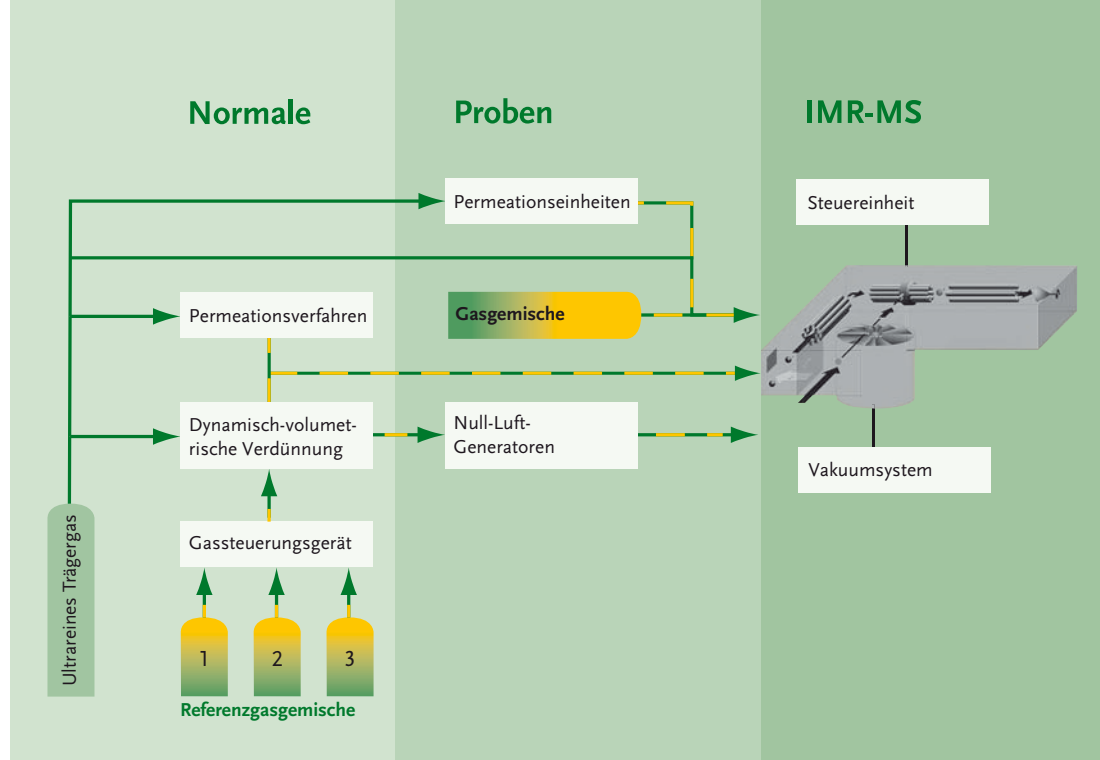 Normale
Proben
IMR-MS
Permeationseinheiten
Steuereinheit
Permeationsverfahren
Gasgemische
Dynamisch-volumet-
rische Verdünnung
Null-Luft-
Generatoren
Vakuumsystem
Gassteuerungsgerät
Ultrareines Trägergas
1
2
3
Referenzgasgemische